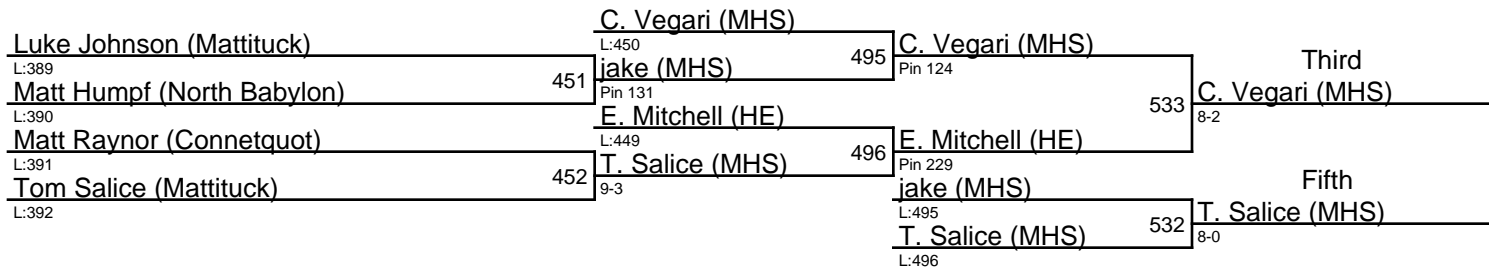 C. Vegari (MHS)
Luke Johnson (Mattituck)
L:450
495
C. Vegari (MHS)
Third
L:389
451
jake (MHS)
Pin 124
Matt Humpf (North Babylon)
Pin 131
533
C. Vegari (MHS)
L:390
E. Mitchell (HE)
8-2
Matt Raynor (Connetquot)
L:449
496
E. Mitchell (HE)
L:391
452
T. Salice (MHS)
Pin 229
Tom Salice (Mattituck)
9-3
jake (MHS)
Fifth
L:392
L:495
532
T. Salice (MHS)
T. Salice (MHS)
8-0
L:496